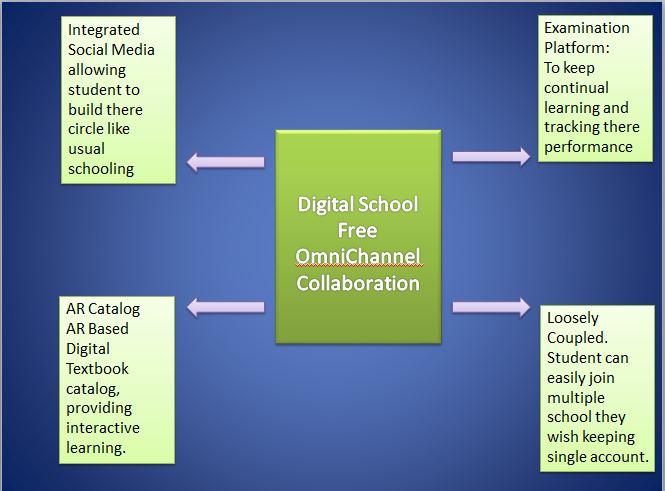 Integrated
Social Media
allowing
student to
build there
circle like
usual
schooling
Examination
Platform:
To keep
continual
learning and
tracking there
performance
Digital School
Free
OmniChannel
Collaboration
AR Catalog
AR Based
Digital
Textbook
catalog,
providing
interactive
learning.
Loosely
Coupled.
Student can
easily join
multiple
school they
wish keeping
single account.